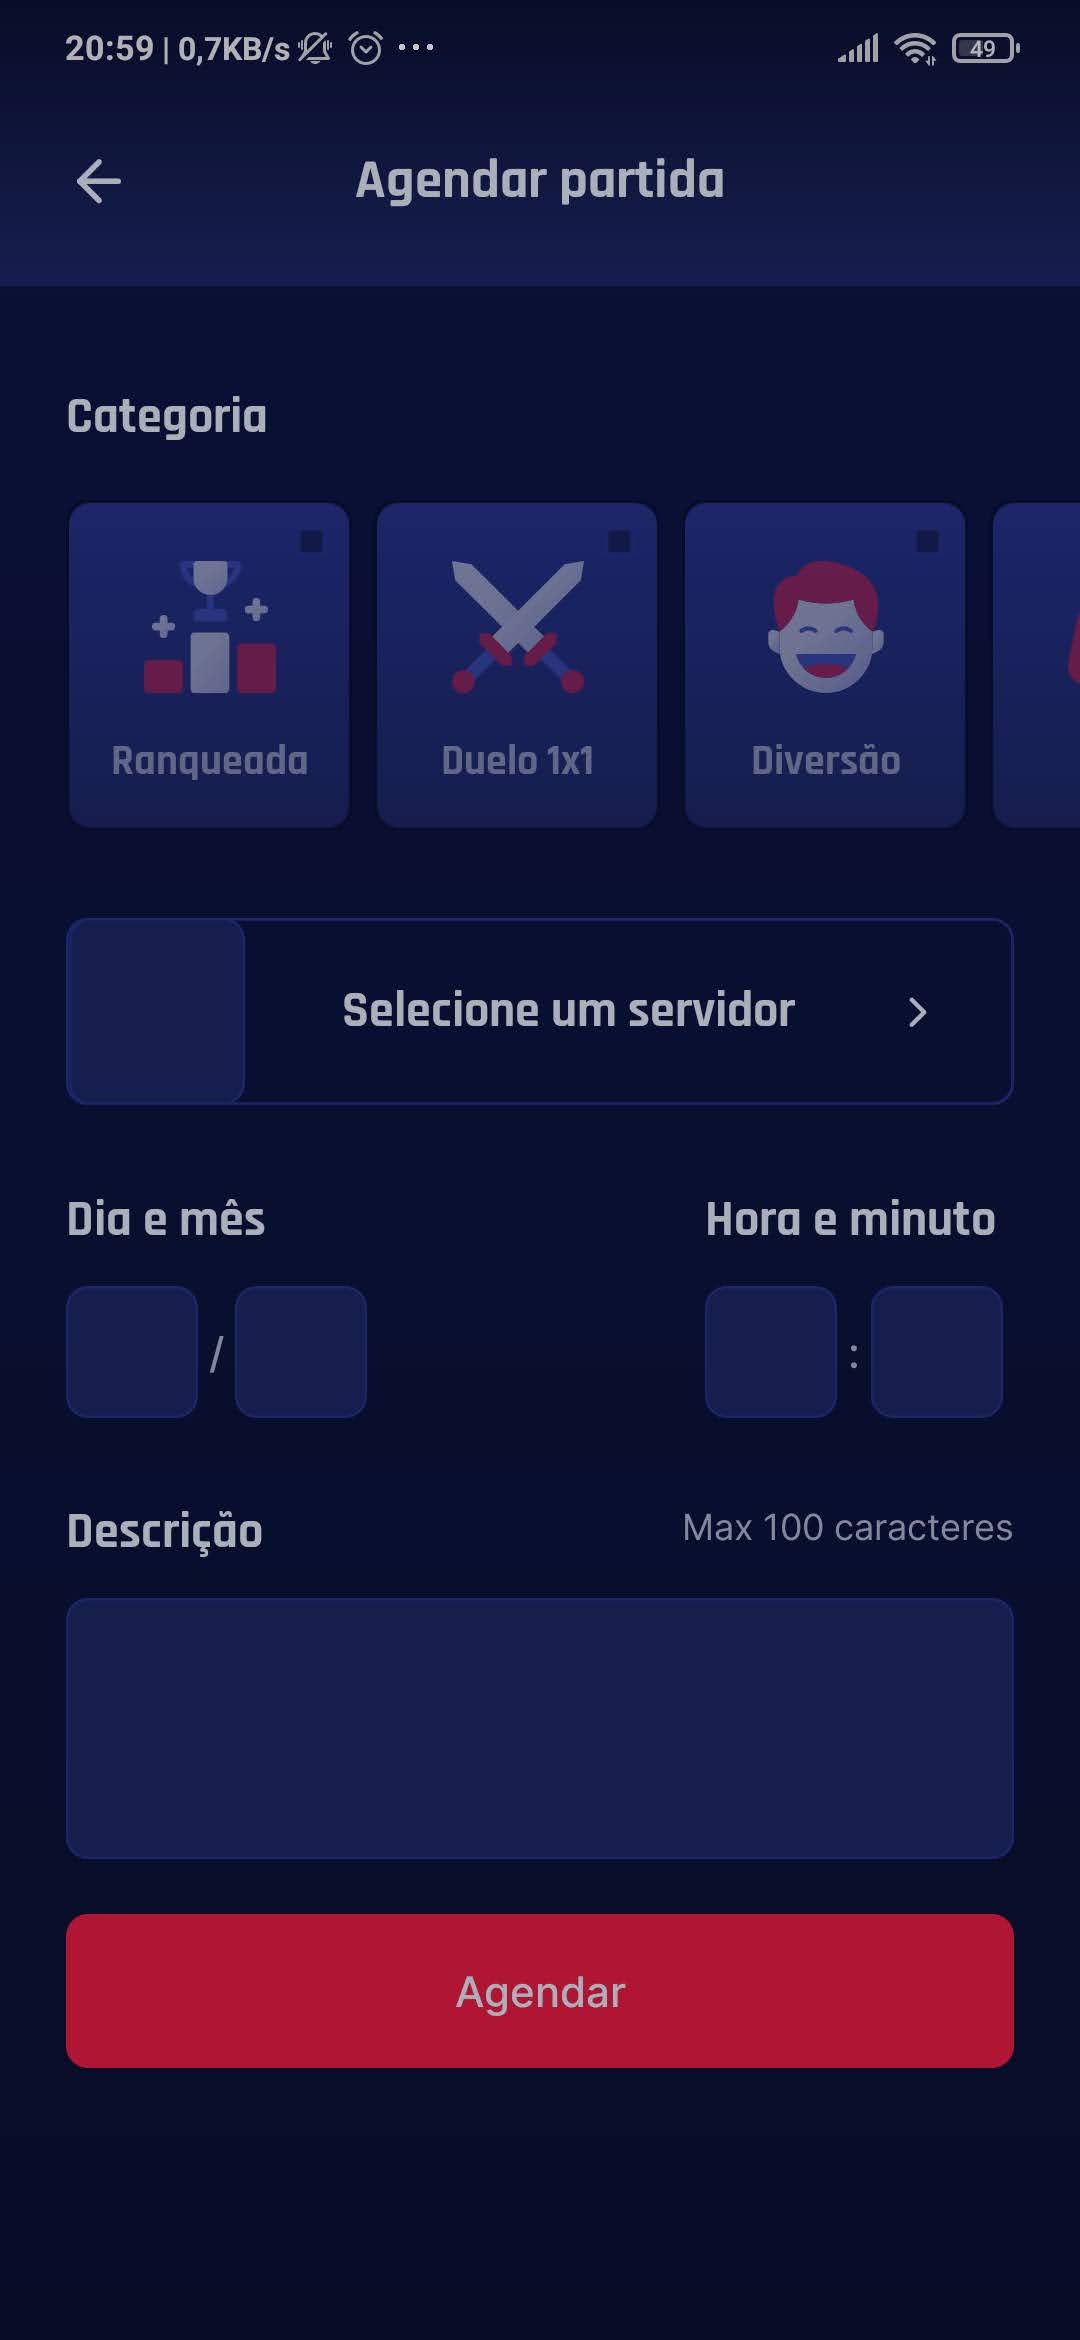 20:59 | 0,7KB/s
49
Agendar partida
Categoria
Ranqueada
Duelo 1x1
Diversão
Selecione um servidor
Dia e mês
Hora e minuto
/
:
Descrição
Max 100 caracteres
Agendar